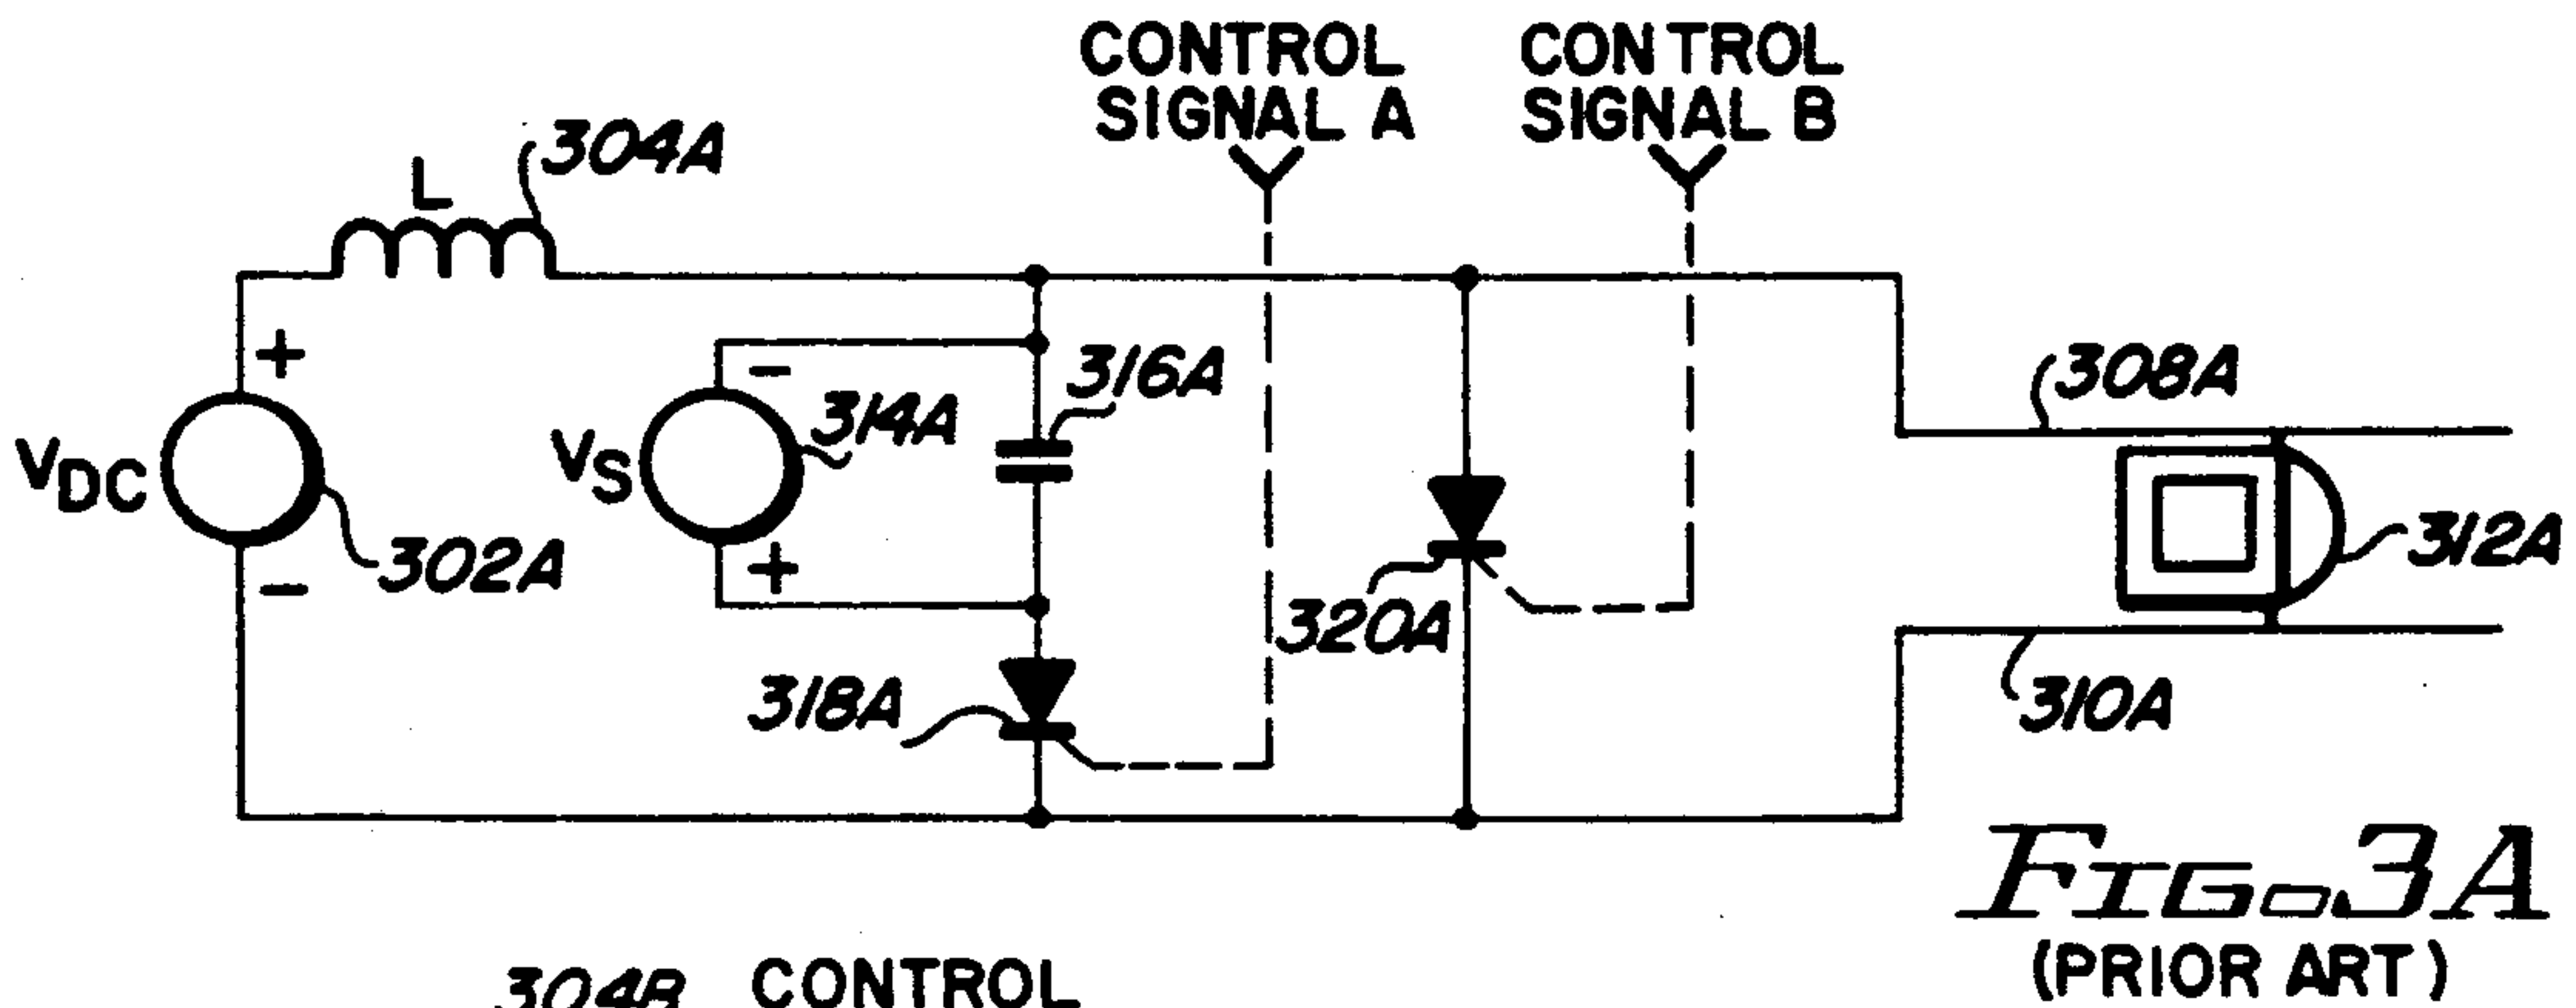 CONTROL SIGNAL A
CONTROL SIGNAL B
L
304A
+
-
VDC
302A
-
+
VS
314A
316A
318A
320A
308A
310A
312A
FIG. 3A
(PRIOR ART)
304B
CONTROL